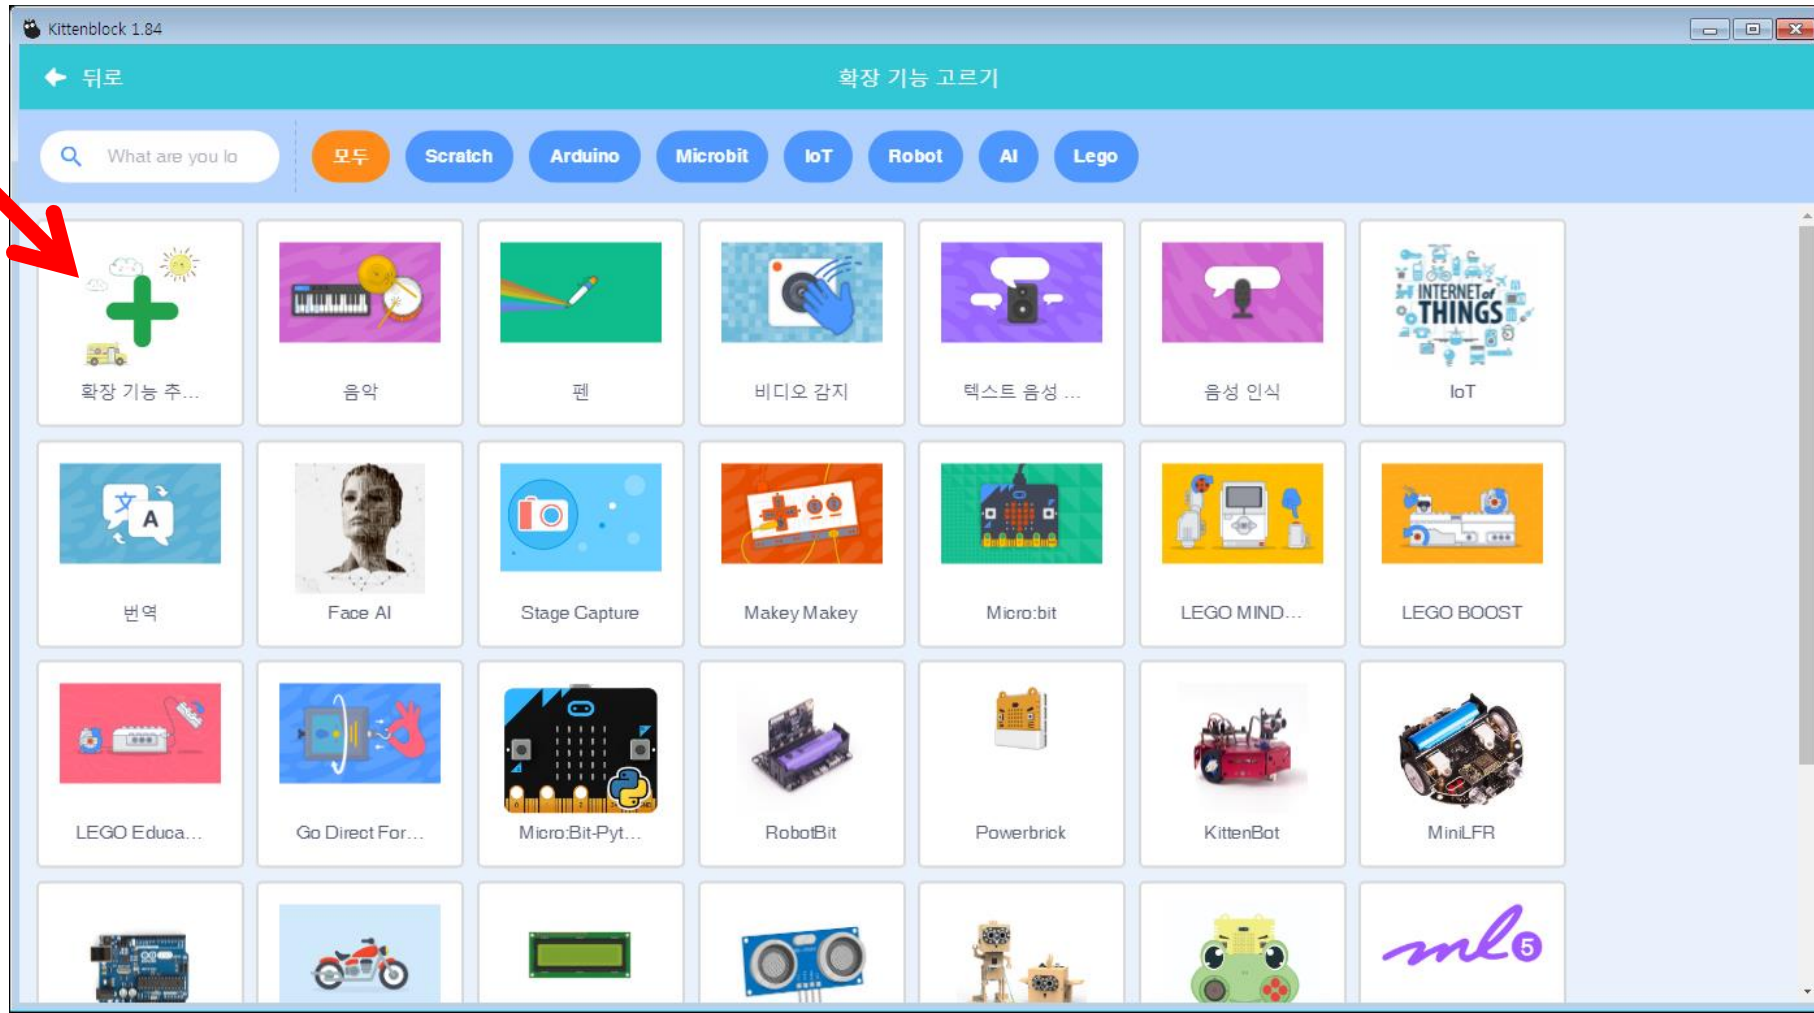 Kittenblock 1.84
뒤로
확장 기능 고르기
What are you lo
모두
Scratch
Arduino
Microbit
IoT
Robot
AI
Lego
INTERNET of
THINGS
확장 기능 추...
음악
펜
비디오 감지
텍스트 음성 ...
음성 인식
IoT
文
A
번역
Face AI
Stage Capture
Makey Makey
Micro:bit
LEGO MIND...
LEGO BOOST
LEGO Educa...
Go Direct For...
Micro:Bit-Pyt...
RobotBit
Powerbrick
KittenBot
MiniLFR
ml5